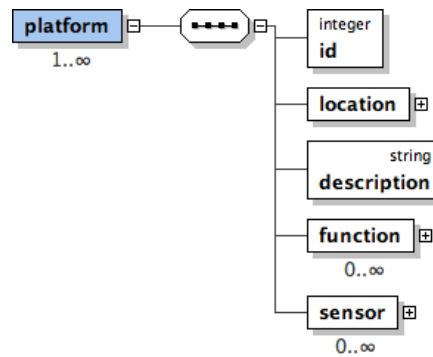 platform
1..∞
integer
id
location
string
description
function
0..∞
sensor
0..∞